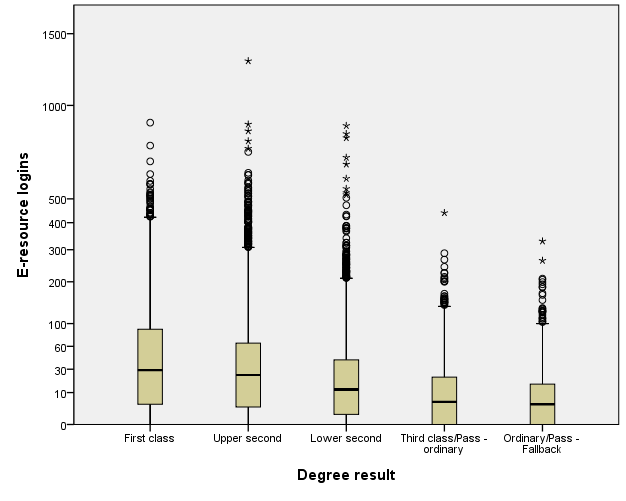 1500
1000
500
400
300
200
100
60
30
10
0
E-resource logins
First class
Upper second
Lower second
Third class/Pass -
ordinary
Ordinary/Pass -
Fallback
Degree result